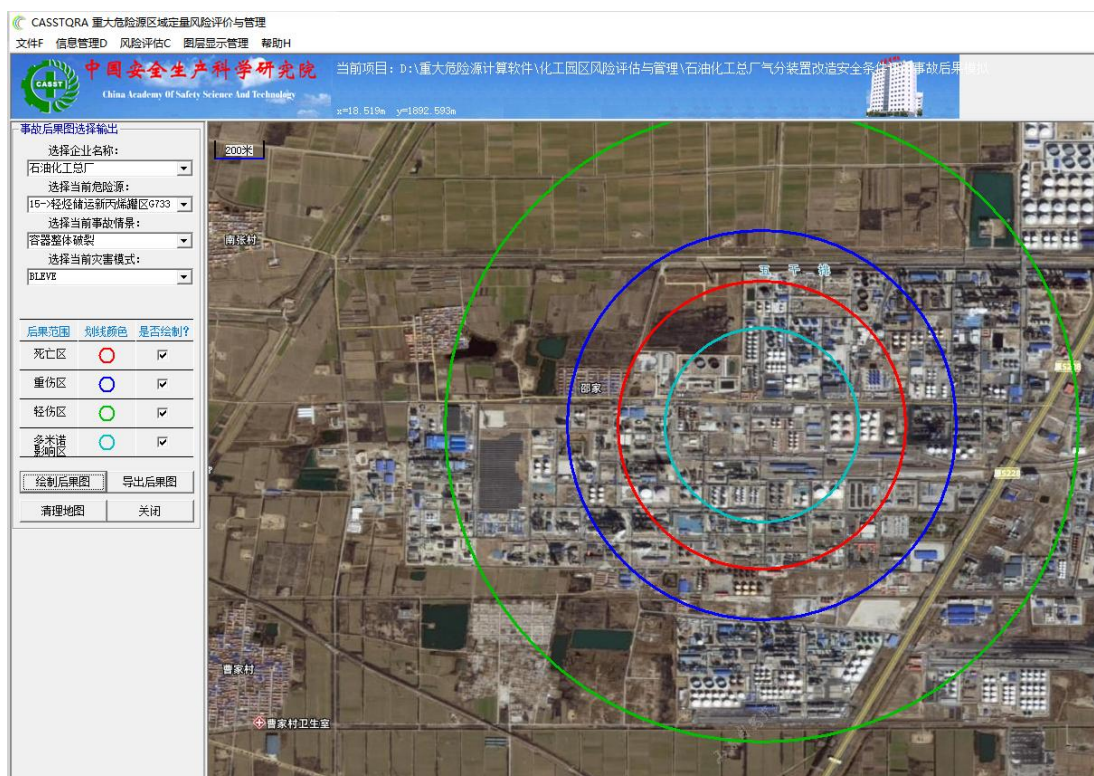 CASSTQRA 重大危险源区域定量风险评价与管理
文件F 信息管理D 风险评估C 图层显示管理 帮助H
CASST
中国安全生产科学研究院
China Academy Of Safety Science And Technology
当前项目: D:\重大危险源计算软件\化工园区风险评估与管理\石油化工总厂气分装置改造安全条件
事故后果模拟
x=18.519m y=1892.593m
事故后果图选择输出
选择企业名称:
石油化工总厂
选择当前危险源:
15->轻烃储运新丙烯罐区G733
选择当前事故情景:
容器整体破裂
选择当前灾害模式:
BLEVE
后果范围 划线颜色 是否绘制?
死亡区
重伤区
轻伤区
多米诺
影响区
绘制后果图 导出后果图
清理地图 关闭
200米
南张村
五干桥
邵家
S228
曹家村
曹家村卫生室